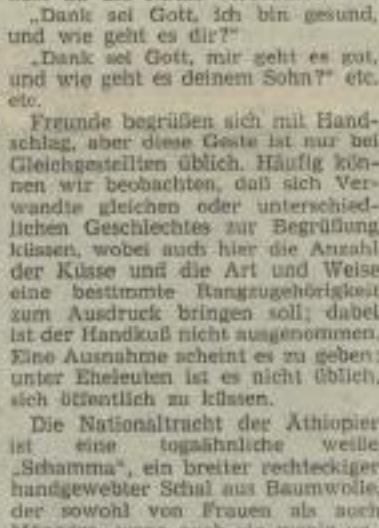 „Dank sei Gott, ich bin gesund,
und wie geht es dir?"
„Dank sei Gott, mir geht es gut,
und wie geht es deinem Sohn?" etc.
etc.
Freunde begrüßen sich mit Hand-
schlag, aber diese Geste ist nur bei
Gleichgestellten üblich. Häufig kön-
nen wir beobachten, daß sich Ver-
wandte gleichen oder unterschied-
lichen Geschlechtes zur Begrüßung
küssen, wobei auch hier die Anzahl
der Küsse und die Art und Weise
eine bestimmte Rangzugehörigkeit
zum Ausdruck bringen soll; dabei
ist der Handkuß nicht ausgenommen.
Eine Ausnahme scheint es zu geben:
unter Eheleuten ist es nicht üblich,
sich öffentlich zu küssen.
Die Nationaltracht der Äthiopier
ist eine togaähnliche weiße
„Schamma", ein breiter rechteckiger
handgewebter Schal aus Baumwolle,
der sowohl von Frauen als auch